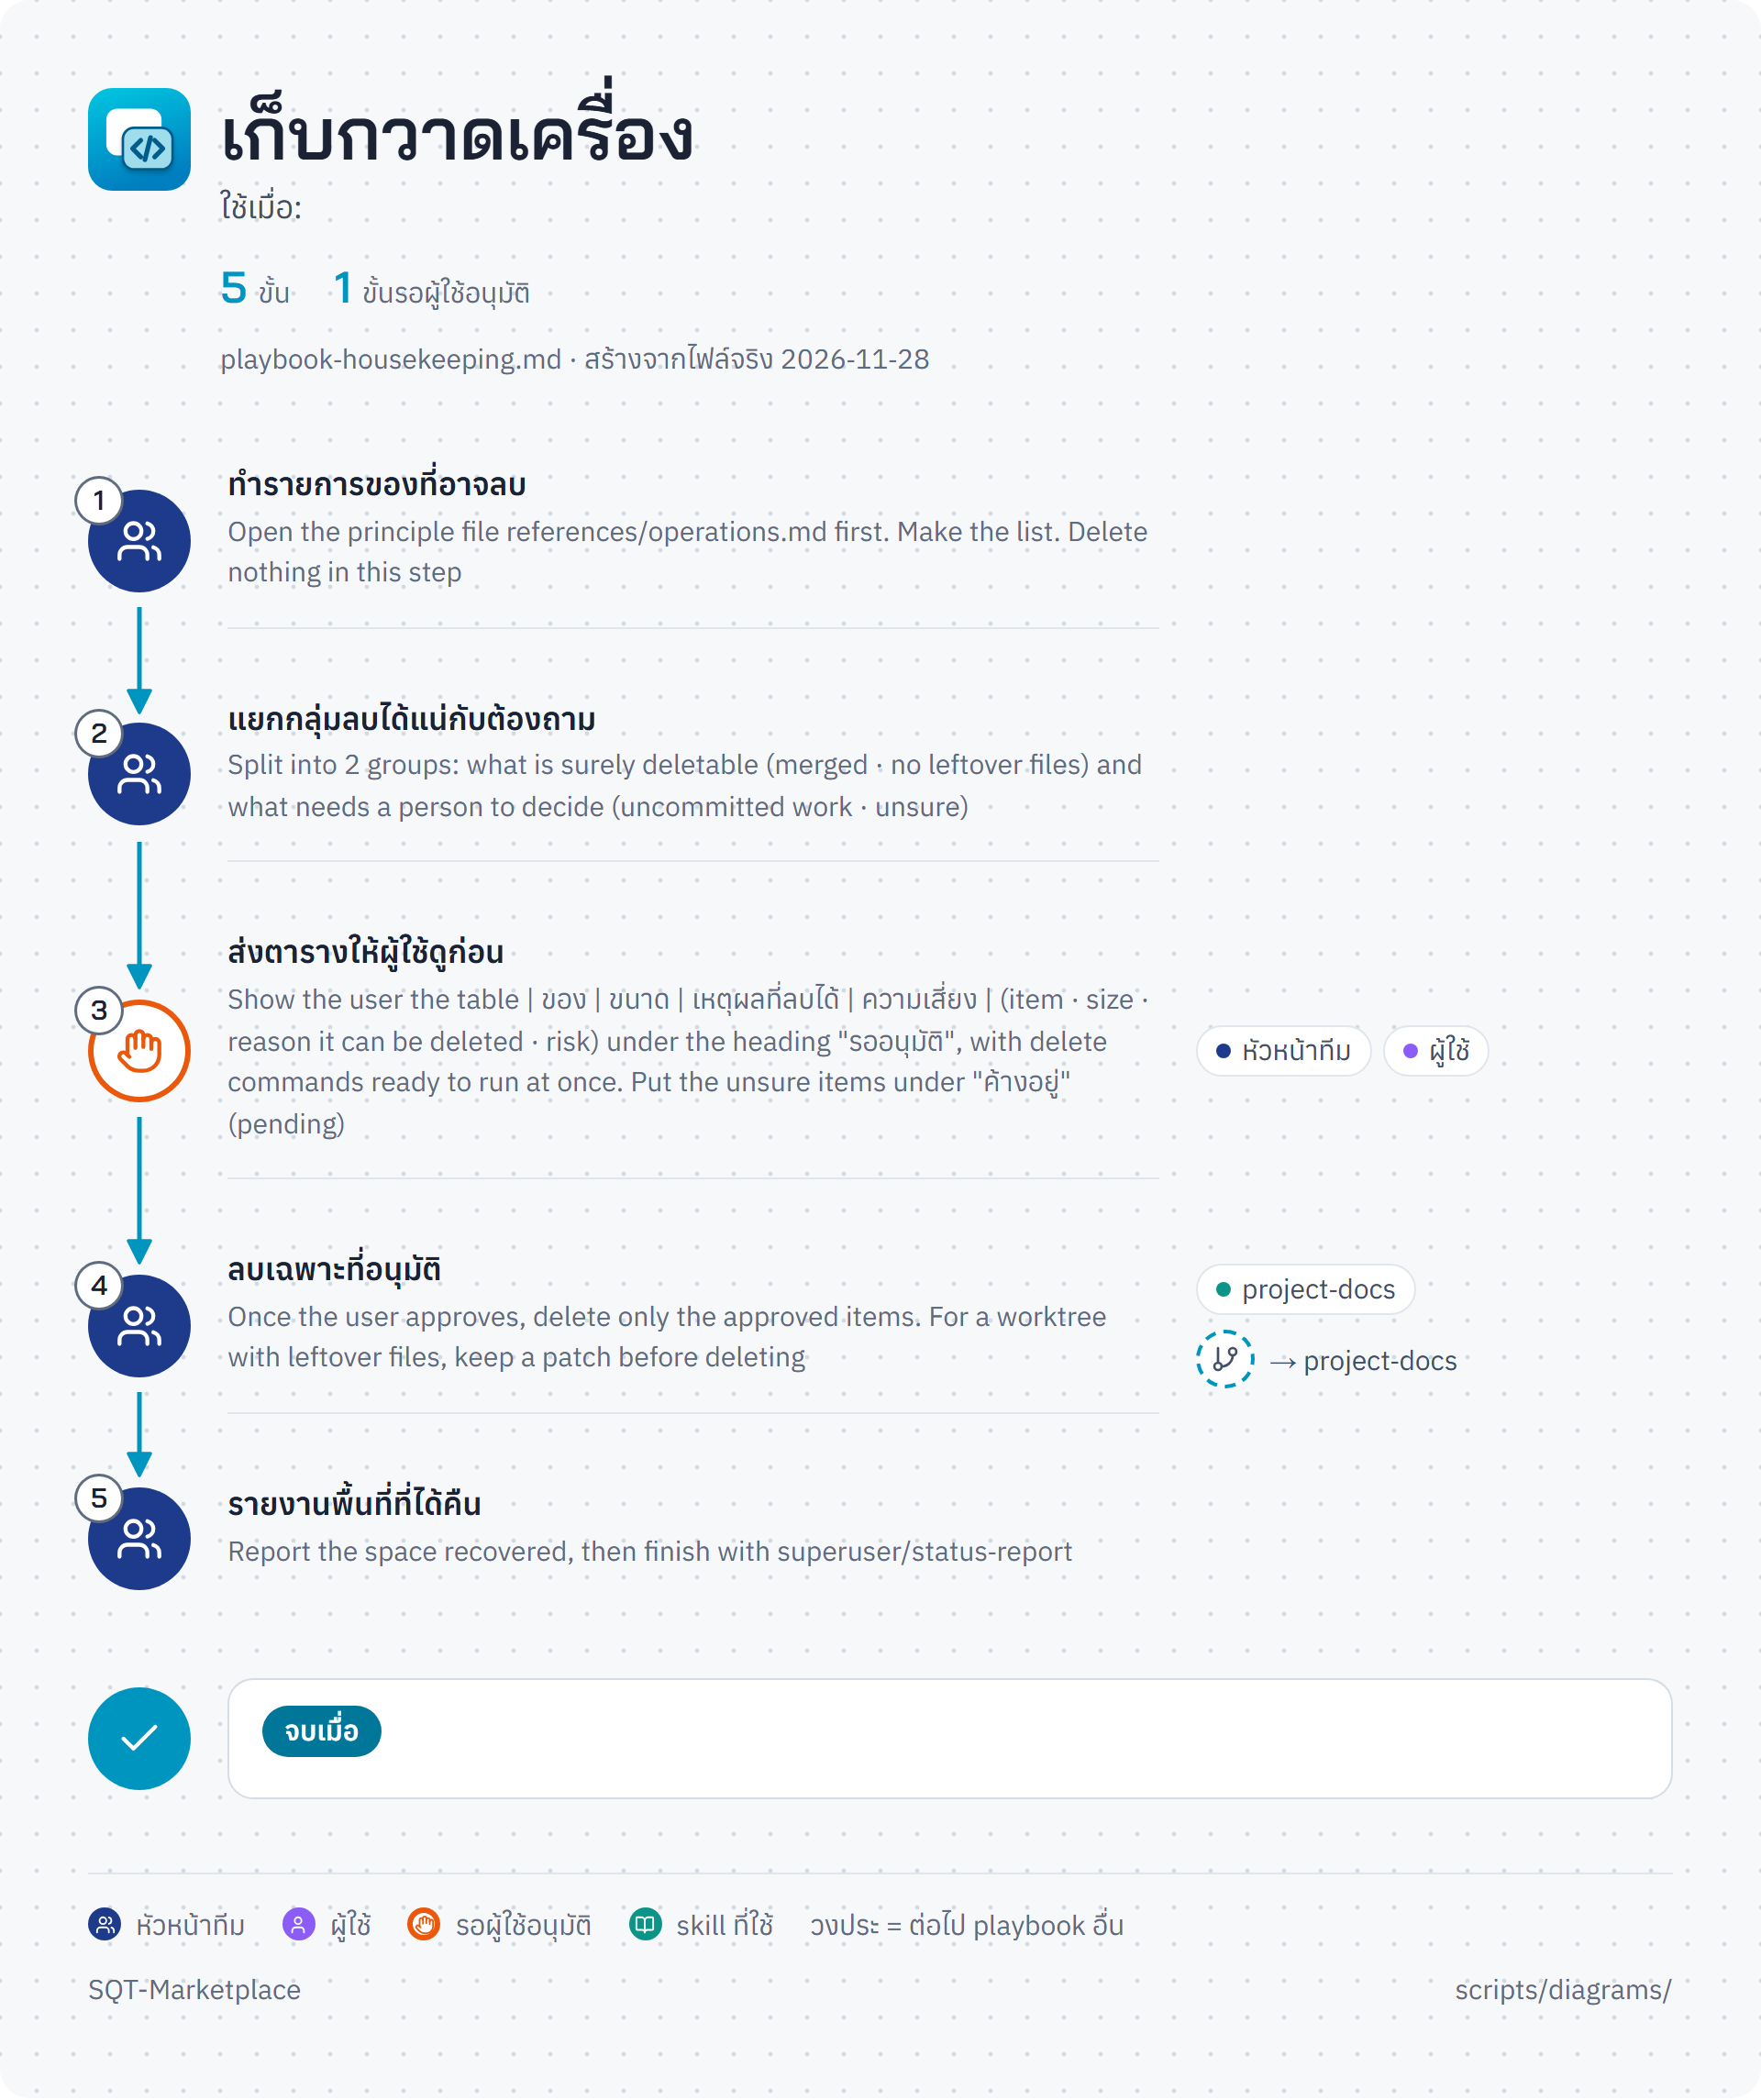 เก็บกวาดเครื่อง
ใช้เมื่อ:
5 ขั้น 1 ขั้นรอผู้ใช้อนุมัติ
playbook-housekeeping.md · สร้างจากไฟล์จริง 2026-11-28
1
ทำรายการของที่อาจลบ
Open the principle file references/operations.md first. Make the list. Delete
nothing in this step
2
แยกกลุ่มลบได้แน่กับต้องถาม
Split into 2 groups: what is surely deletable (merged · no leftover files) and
what needs a person to decide (uncommitted work · unsure)
3
ส่งตารางให้ผู้ใช้ดูก่อน
Show the user the table | ของ | ขนาด | เหตุผลที่ลบได้ | ความเสี่ยง | (item · size ·
reason it can be deleted · risk) under the heading "รออนุมัติ", with delete
commands ready to run at once. Put the unsure items under "ค้างอยู่"
(pending)
หัวหน้าทีม ผู้ใช้
4
ลบเฉพาะที่อนุมัติ
Once the user approves, delete only the approved items. For a worktree
with leftover files, keep a patch before deleting
project-docs
→ project-docs
5
รายงานพื้นที่ที่ได้คืน
Report the space recovered, then finish with superuser/status-report
จบเมื่อ
หัวหน้าทีม ผู้ใช้ รอผู้ใช้อนุมัติ skill ที่ใช้ วงประ = ต่อไป playbook อื่น
SQT-Marketplace scripts/diagrams/